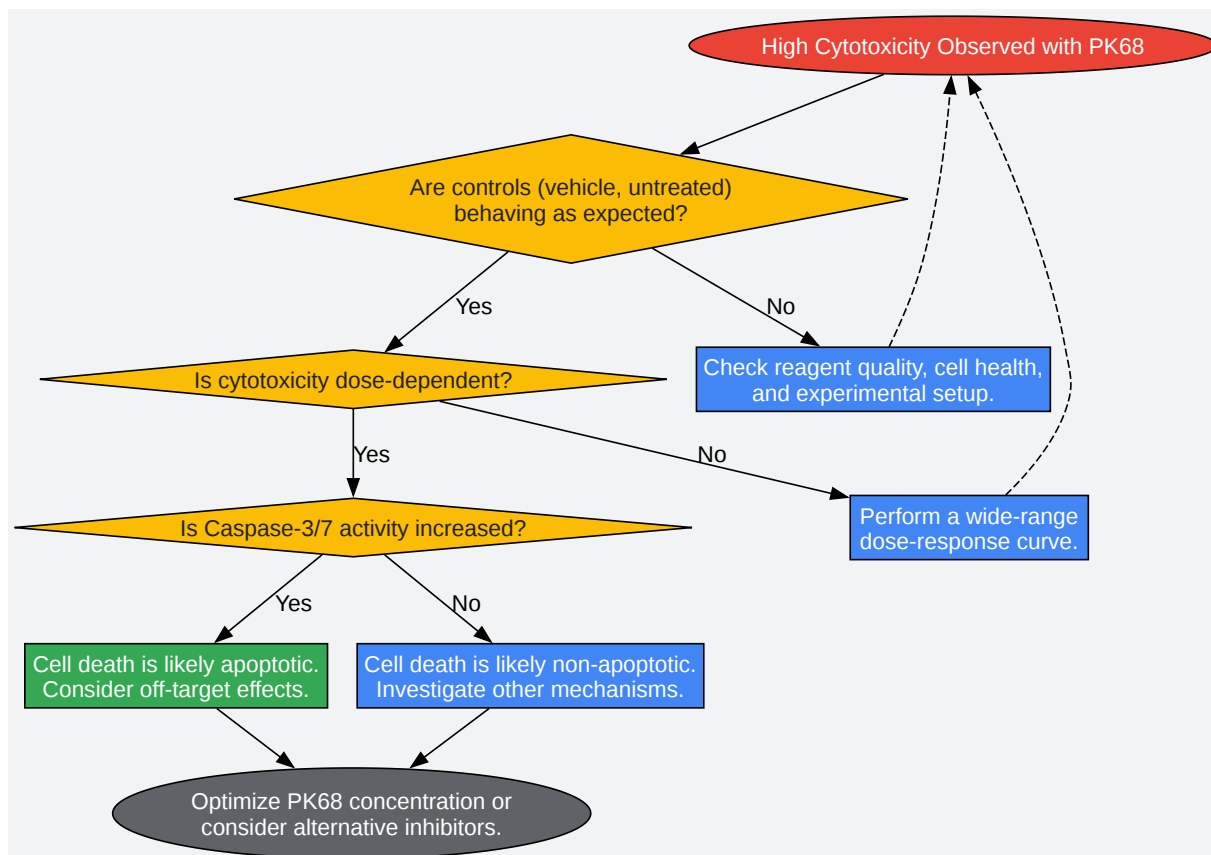 High Cytotoxicity Observed with PK68
Are controls (vehicle, untreated)
behaving as expected?
Yes
No
Check reagent quality, cell health,
and experimental setup.
Is cytotoxicity dose-dependent?
Yes
No
Perform a wide-range
dose-response curve.
Is Caspase-3/7 activity increased?
Yes
No
Cell death is likely apoptotic.
Consider off-target effects.
Cell death is likely non-apoptotic.
Investigate other mechanisms.
Optimize PK68 concentration or
consider alternative inhibitors.